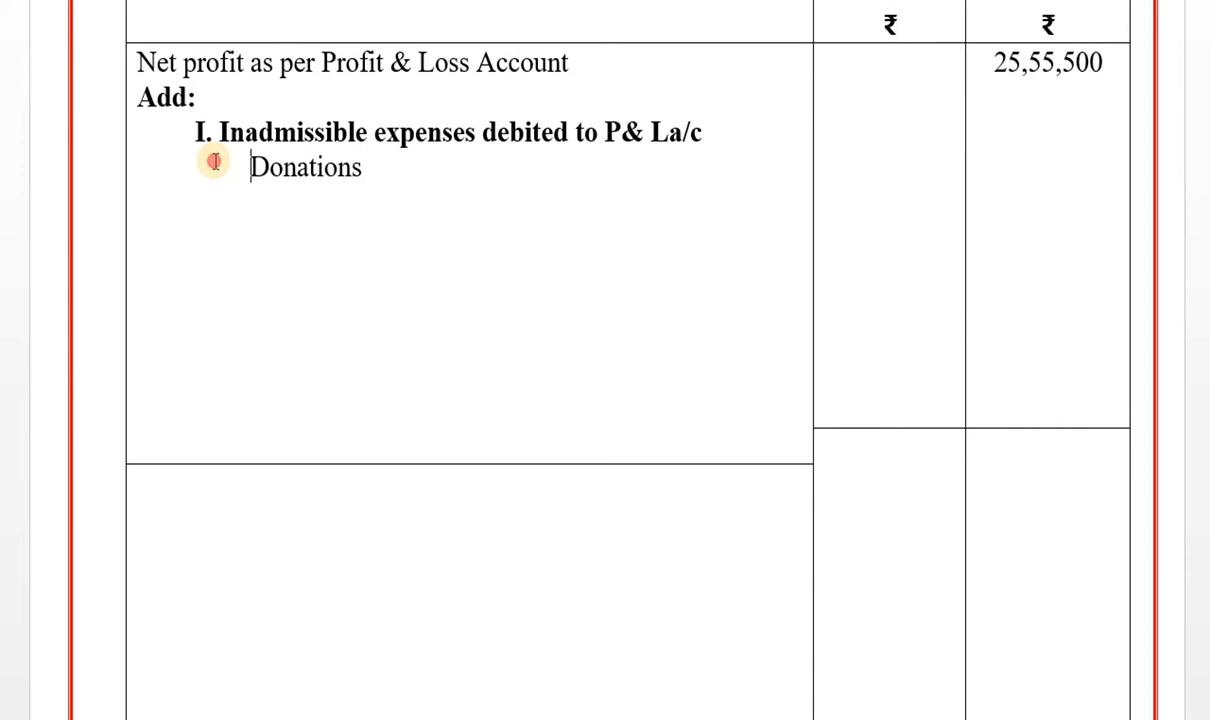 ₹ ₹
Net profit as per Profit & Loss Account 25,55,500
Add:
I. Inadmissible expenses debited to P& La/c
Donations